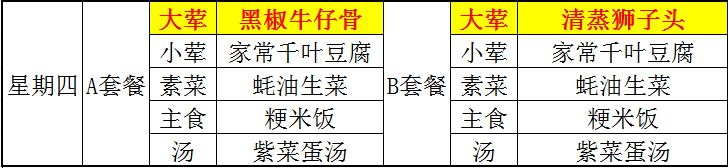 星期四 A套餐 大荤 黑椒牛仔骨 B套餐 大荤 清蒸狮子头
小荤 家常千叶豆腐 小荤 家常千叶豆腐
素菜 蚝油生菜 素菜 蚝油生菜
主食 粳米饭 主食 粳米饭
汤 紫菜蛋汤 汤 紫菜蛋汤